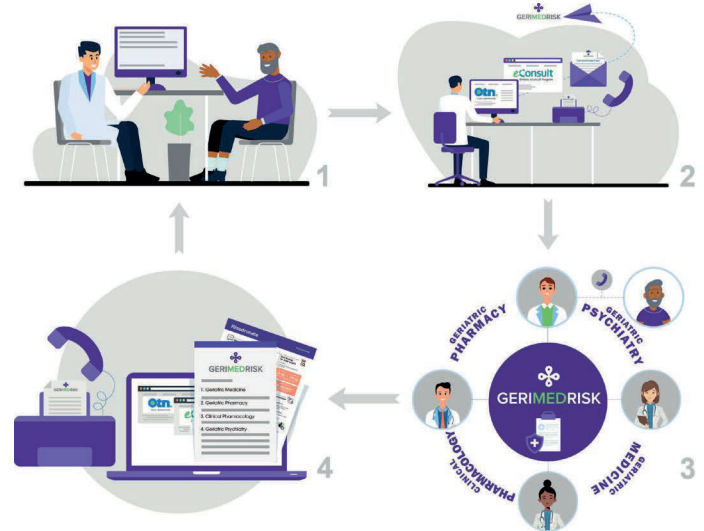 1
GERIMEDRISK
eConsult
otn.
2
GERIATRIC
PHARMACY
GERIATRIC
PSYCHIATRY
GERIMEDRISK
CLINICAL
PHARMACOLOGY
GERIATRIC
MEDICINE
3
GERIMEDRISK
1. Geriatric Medicine
2. Geriatric Pharmacy
3. Clinical Pharmacology
4. Geriatric Psychiatry
otn.
4